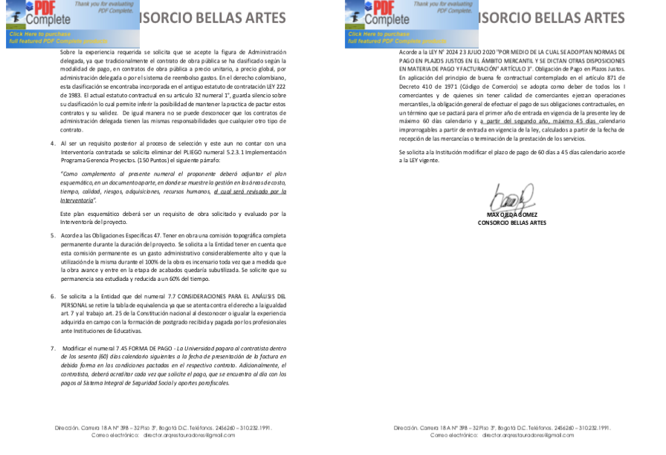 Thank you for evaluating
PDF Complete.
PDF
Complete
Click Here to purchase
full featured PDF Complete
NSORCIO BELLAS ARTES
Sobre la experiencia requerida se solicita que se acepte la figura de Administración
delegada, ya que tradicionalmente el contrato de obra pública se ha clasificado según la
modalidad de pago, en contratos de obra pública a precio unitario, a precio global, por
administración delegada o por el sistema de reembolso gastos. En el derecho colombiano,
esta clasificación se encontraba incorporada en el antiguo estatuto de contratación LEY 222
de 1983. El actual estatuto contractual en su artículo 32 numeral 1°, guarda silencio sobre
su clasificación lo cual permite inferir la posibilidad de mantener la practica de pactar estos
contratos y su validez. De igual manera no se puede desconocer que los contratos de
administración delegada tienen las mismas responsabilidades que cualquier otro tipo de
contrato.
4. Al ser un requisito posterior al proceso de selección y este aun no contar con una
Interventoría contratada se solicita eliminar del PLIEGO numeral 5.2.3.1 Implementación
Programa Gerencia Proyectos. (150 Puntos) el siguiente párrafo:
"Como complemento al presente numeral el proponente deberá adjuntar el plan
esquemático, en un documento aparte, en donde se muestre la gestión en las áreas de costo,
tiempo, calidad, riesgos, adquisiciones, recursos humanos, el cual será revisado por la
Interventoría".
Este plan esquemático deberá ser un requisito de obra solicitado y evaluado por el
Interventoría del proyecto.
5. Acorde a las Obligaciones Específicas 47. Tener en obra una comisión topográfica completa
permanente durante la duración del proyecto. Se solicita a la Entidad tener en cuenta que
esta comisión permanente es un gasto administrativo considerablemente alto y que la
utilización de la misma durante el 100% de la obra es incensario toda vez que a medida que
la obra avance y entre en la etapa de acabados quedaría subutilizada. Se solicite que su
permanencia sea estudiada y reducida a un 60% del tiempo.
6. Se solicita a la Entidad que del numeral 7.7 CONSIDERACIONES PARA EL ANÁLISIS DEL
PERSONAL se retire la tabla de equivalencia ya que se atenta contra el derecho a la igualdad
art. 7 y al trabajo art. 25 de la Constitución nacional al desconocer o igualar la experiencia
adquirida en campo con la formación de postgrado recibida y pagada por los profesionales
ante Instituciones de Educativas.
7. Modificar el numeral 7.45 FORMA DE PAGO - La Universidad pagará al contratista dentro
de los sesenta (60) días calendario siguientes a la fecha de presentación de la factura en
debida forma en las condiciones pactadas en el respectivo contrato. Adicionalmente, el
contratista, deberá acreditar cada vez que solicite el pago, que se encuentra al día con los
pagos al Sistema Integral de Seguridad Social y aportes parafiscales.
Dirección. Carrera 18 A N° 39B – 32 Piso 3°. Bogotá D.C. Teléfonos. 2456260 – 310.232.1991.
Correo electrónico: director.arqrestauradores@gmail.com
Thank you for evaluating
PDF Complete.
PDF
Complete
Click Here to purchase
full featured PDF Complete
NSORCIO BELLAS ARTES
Acorde a la LEY N° 2024 23 JULIO 2020 "POR MEDIO DE LA CUAL SE ADOPTAN NORMAS DE
PAGO EN PLAZOS JUSTOS EN EL ÁMBITO MERCANTIL Y SE DICTAN OTRAS DISPOSICIONES
EN MATERIA DE PAGO Y FACTURACIÓN" ARTÍCULO 3°. Obligación de Pago en Plazos Justos.
En aplicación del principio de buena fe contractual contemplado en el artículo 871 de
Decreto 410 de 1971 (Código de Comercio) se adopta como deber de todos l
comerciantes y de quienes sin tener calidad de comerciantes ejerzan operaciones
mercantiles, la obligación general de efectuar el pago de sus obligaciones contractuales, en
un término que se pactará para el primer año de entrada en vigencia de la presente ley de
máximo 60 días calendario y a partir del segundo año, máximo 45 días calendario
improrrogables a partir de entrada en vigencia de la ley, calculados a partir de la fecha de
recepción de las mercancías o terminación de la prestación de los servicios.
Se solicita a la Institución modificar el plazo de pago de 60 días a 45 días calendario acorde
a la LEY vigente.
MAX OJEDA GOMEZ
CONSORCIO BELLAS ARTES
Dirección. Carrera 18 A N° 39B – 32 Piso 3°. Bogotá D.C. Teléfonos. 2456260 – 310.232.1991.
Correo electrónico: director.arqrestauradores@gmail.com